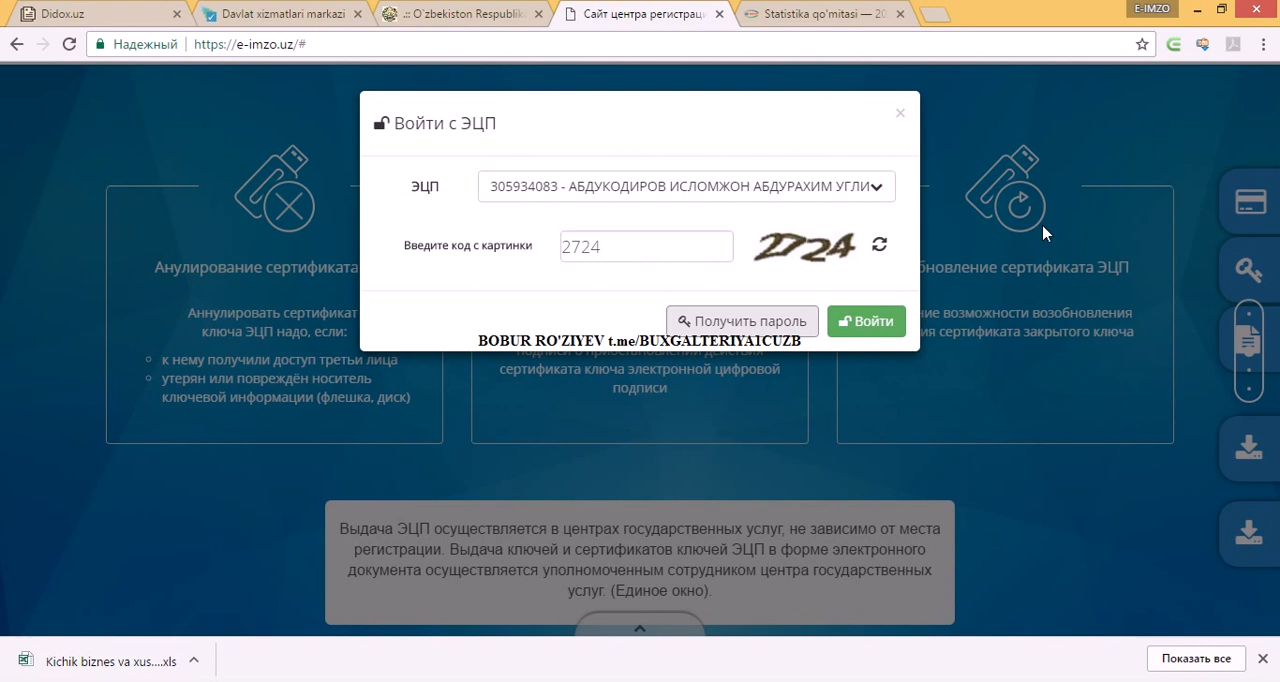 Didox.uz
Davlat xizmatlari markazi
.:: O`zbekiston Respublik
Сайт центра регистраци
Statistika qo'mitasi — 20
E-IMZO
Надежный
https://e-imzo.uz/#
Войти с ЭЦП
ЭЦП
305934083 - АБДУКОДИРОВ ИСЛОМЖОН АБДУРАХИМ УГЛИ
Введите код с картинки
2724
2724
Получить пароль
Войти
BOBUR RO'ZIYEV t.me/BUXGALTERIYA1CUZB
Анулирование сертификата
Аннулировать сертификат
ключа ЭЦП надо, если:
к нему получили доступ третьи лица
утерян или повреждён носитель
ключевой информации (флешка, диск)
подписи о приостановлении действия
сертификата ключа электронной цифровой
подписи
бновление сертификата ЭЦП
ние возможности возобновления
ия сертификата закрытого ключа
Выдача ЭЦП осуществляется в центрах государственных услуг, не зависимо от места
регистрации. Выдача ключей и сертификатов ключей ЭЦП в форме электронного
документа осуществляется уполномоченным сотрудником центра государственных
услуг. (Единое окно).
Kichik biznes va xus....xls
Показать все